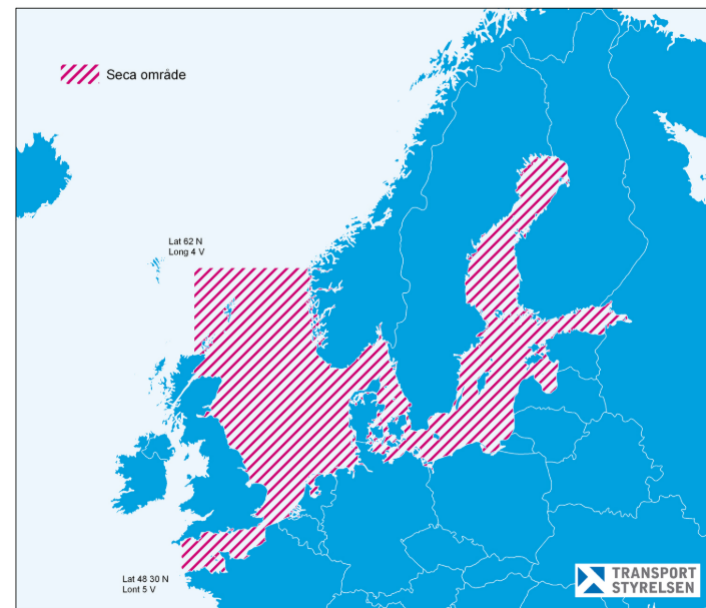 Seca område
Lat 62 N
Long 4 V
Lat 48 30 N
Lont 5 V
TRANSPORT
STYRELSEN